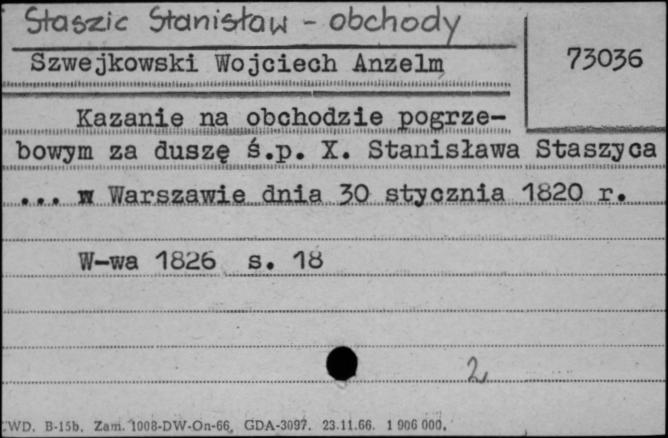 Staszic Stanisław - obchody
Szwejkowski Wojciech Anzelm
73036
Kazanie na obchodzie pogrze-
bowym za duszę ś.p. X. Stanisława Staszyca
... w Warszawie dnia 30 stycznia 1820 r.
W-wa 1826 s. 18
2
WD. B-15b. Zam. 1008-DW-On-66, GDA-3097. 23.11.66. 1 906 000.